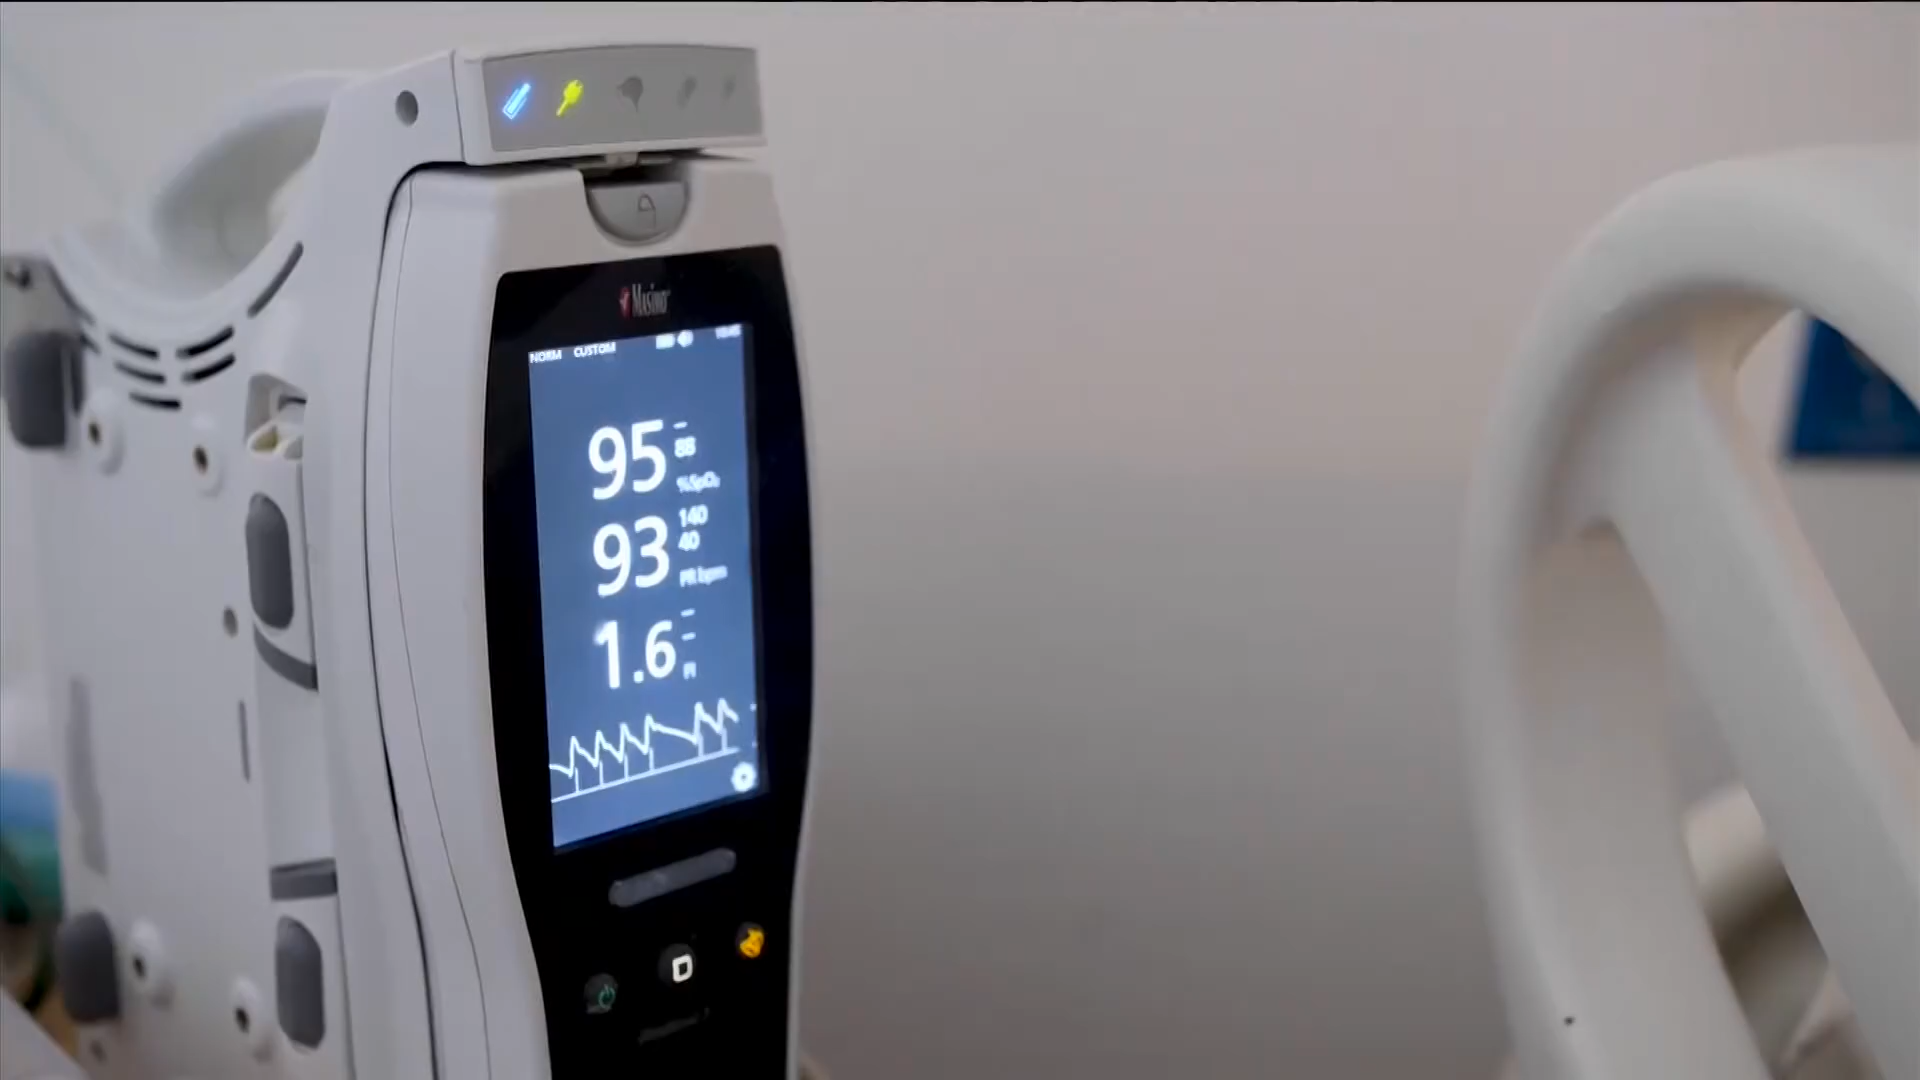 Masimo
NORM CUSTOM
95
88
%SpO₂
93
140
40
PR bpm
1.6
PI